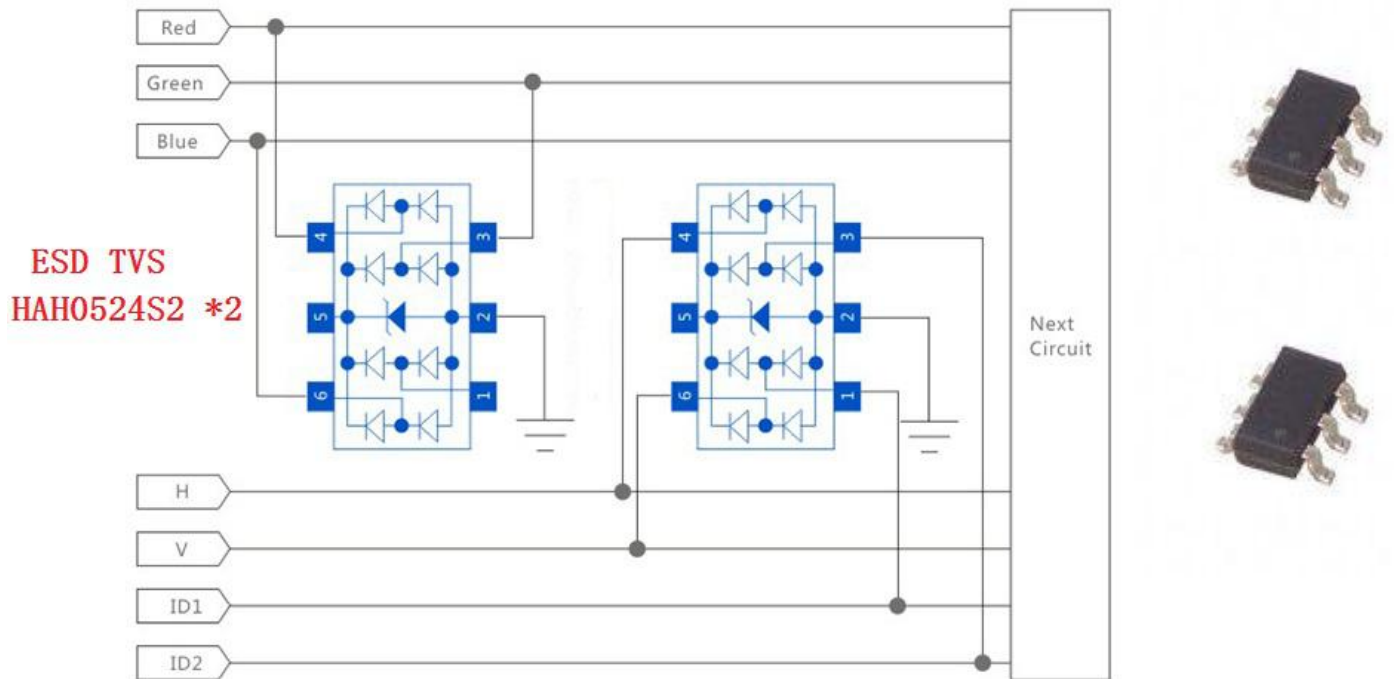 Red
Green
Blue
4
3
4
3
ESD TVS
HAH0524S2 *2
5
2
5
2
Next
Circuit
6
1
6
1
H
V
ID1
ID2